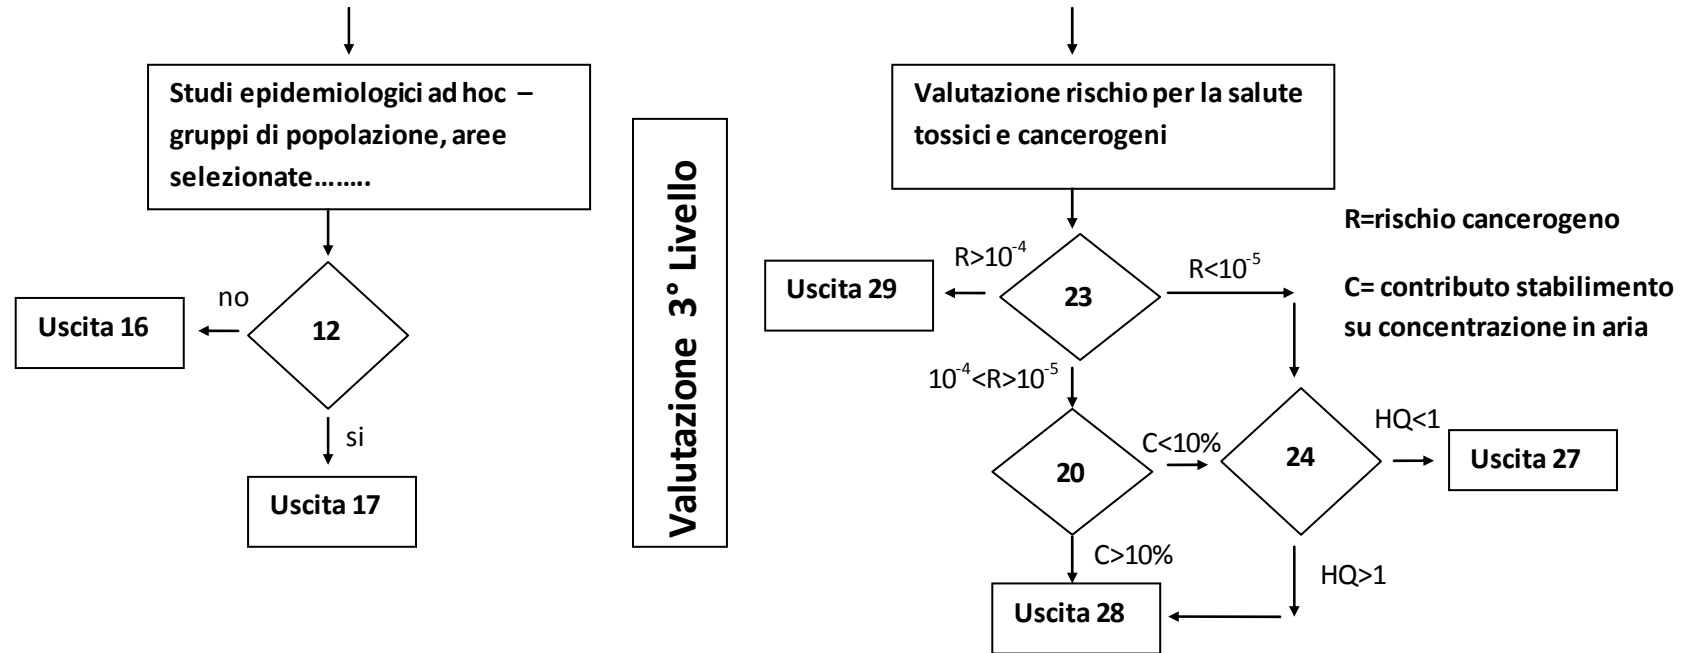 Studi epidemiologici ad hoc –
gruppi di popolazione, aree
selezionate........
no
Uscita 16
12
si
Uscita 17
Valutazione 3° Livello
Valutazione rischio per la salute
tossici e cancerogeni
R=rischio cancerogeno
C= contributo stabilimento
su concentrazione in aria
R>10⁻⁴
Uscita 29
23
R<10⁻⁵
10⁻⁴<R>10⁻⁵
20
C<10%
24
HQ<1
Uscita 27
C>10%
HQ>1
Uscita 28